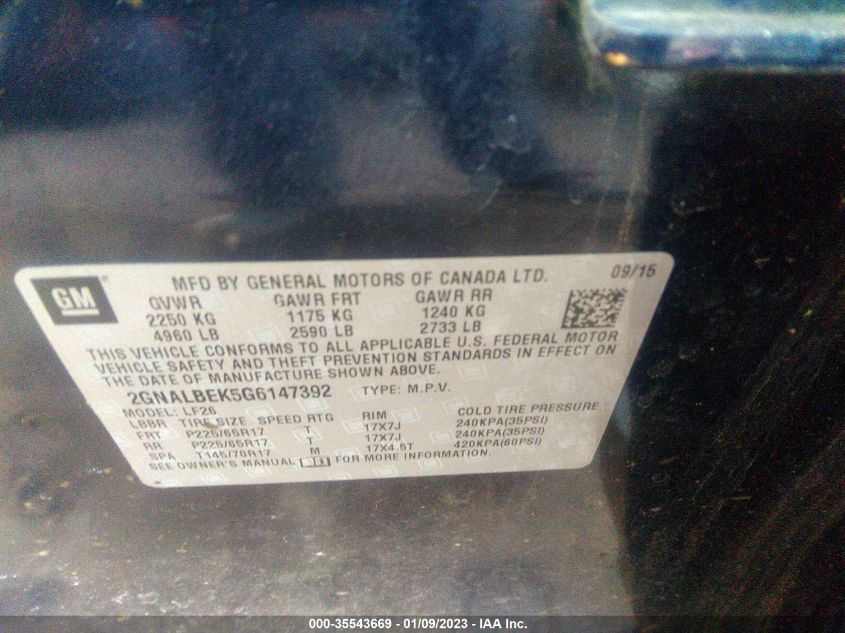 GM
MFD BY GENERAL MOTORS OF CANADA LTD. 09/15
GVWR GAWR FRT GAWR RR
2250 KG 1175 KG 1240 KG
4960 LB 2590 LB 2733 LB
THIS VEHICLE CONFORMS TO ALL APPLICABLE U.S. FEDERAL MOTOR
VEHICLE SAFETY AND THEFT PREVENTION STANDARDS IN EFFECT ON
THE DATE OF MANUFACTURE SHOWN ABOVE.
2GNALBEK5G6147392 TYPE: M.P.V.
MODEL: LF26
LBBR TIRE SIZE SPEED RTG RIM COLD TIRE PRESSURE
FRT P225/65R17 T 17X7J 240KPA(35PSI)
RR P225/65R17 T 17X7J 240KPA(35PSI)
SPA T145/70R17 M 17X4.5T 420KPA(60PSI)
SEE OWNER'S MANUAL FOR MORE INFORMATION.
000-35543669 - 01/09/2023 - IAA Inc.